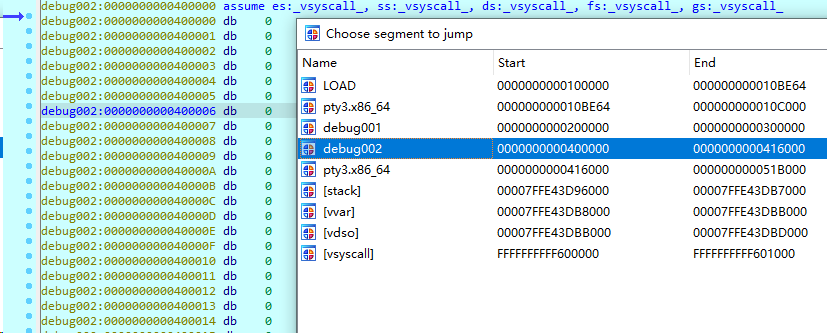 debug002:0000000000400000 assume es:_vsyscall_, ss:_vsyscall_, ds:_vsyscall_, fs:_vsyscall_, gs:_vsyscall_
debug002:0000000000400000 db 0
debug002:0000000000400001 db 0
debug002:0000000000400002 db 0
debug002:0000000000400003 db 0
debug002:0000000000400004 db 0
debug002:0000000000400005 db 0
debug002:0000000000400006 db 0
debug002:0000000000400007 db 0
debug002:0000000000400008 db 0
debug002:0000000000400009 db 0
debug002:000000000040000A db 0
debug002:000000000040000B db 0
debug002:000000000040000C db 0
debug002:000000000040000D db 0
debug002:000000000040000E db 0
debug002:000000000040000F db 0
debug002:0000000000400010 db 0
debug002:0000000000400011 db 0
debug002:0000000000400012 db 0
debug002:0000000000400013 db 0
debug002:0000000000400014 db 0
Choose segment to jump
Name Start End
LOAD 0000000000100000 000000000010BE64
pty3.x86_64 000000000010BE64 000000000010C000
debug001 0000000000200000 0000000000300000
debug002 0000000000400000 0000000000416000
pty3.x86_64 0000000000416000 000000000051B000
[stack] 00007FFE43D96000 00007FFE43DB7000
[vvar] 00007FFE43DB8000 00007FFE43DBB000
[vdso] 00007FFE43DBB000 00007FFE43DBD000
[vsyscall] FFFFFFFFFF600000 FFFFFFFFFF601000